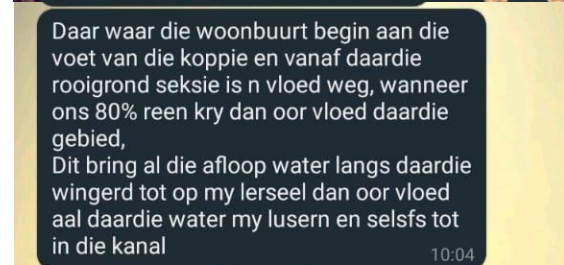 Daar waar die woonbuurt begin aan die
voet van die koppie en vanaf daardie
rooigrond seksie is n vloed weg, wanneer
ons 80% reen kry dan oor vloed daardie
gebied,
Dit bring al die afloop water langs daardie
wingerd tot op my lerseel dan oor vloed
aal daardie water my lusern en selsfs tot
in die kanal
10:04